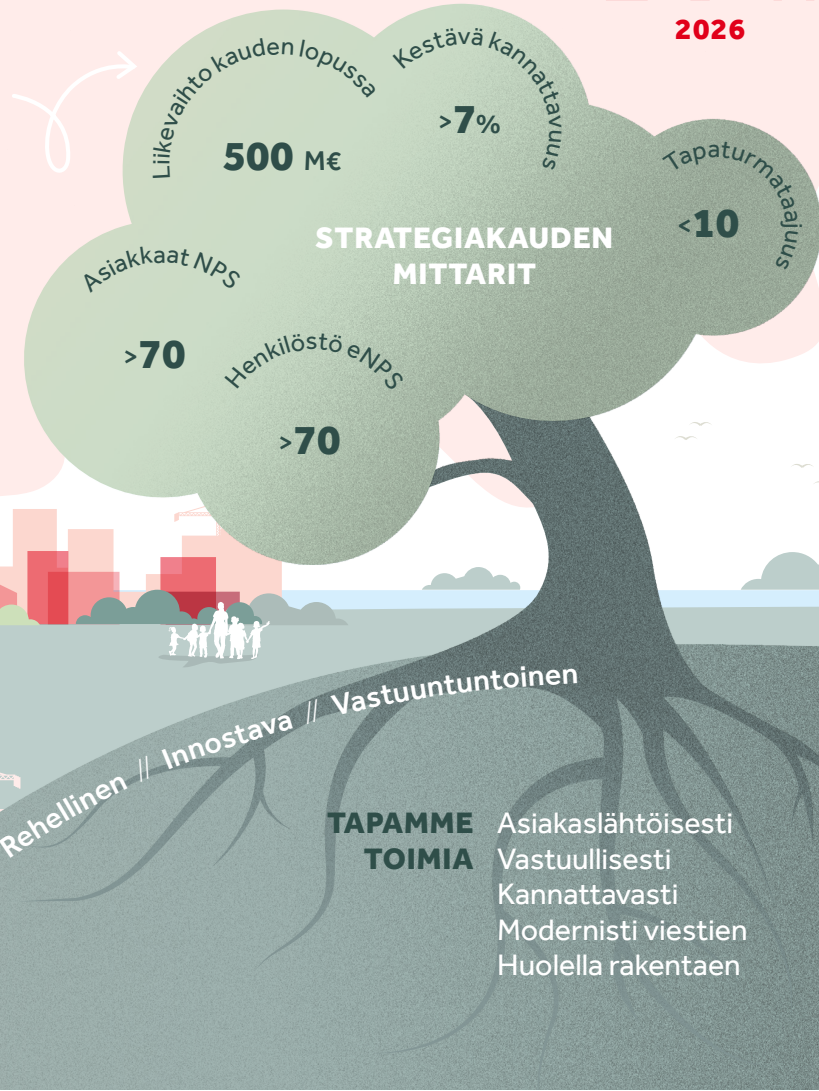 2026
Liikevaihto kauden lopussa
500 M€
Kestävä kannattavuus
>7%
Tapaturmataajuus
<10
STRATEGIAKAUDEN
MITTARIT
Asiakkaat NPS
>70
Henkilöstö eNPS
>70
Rehellinen // Innostava // Vastuuntuntoinen
TAPAMME
TOIMIA
Asiakaslähtöisesti
Vastuullisesti
Kannattavasti
Modernisti viestien
Huolella rakentaen